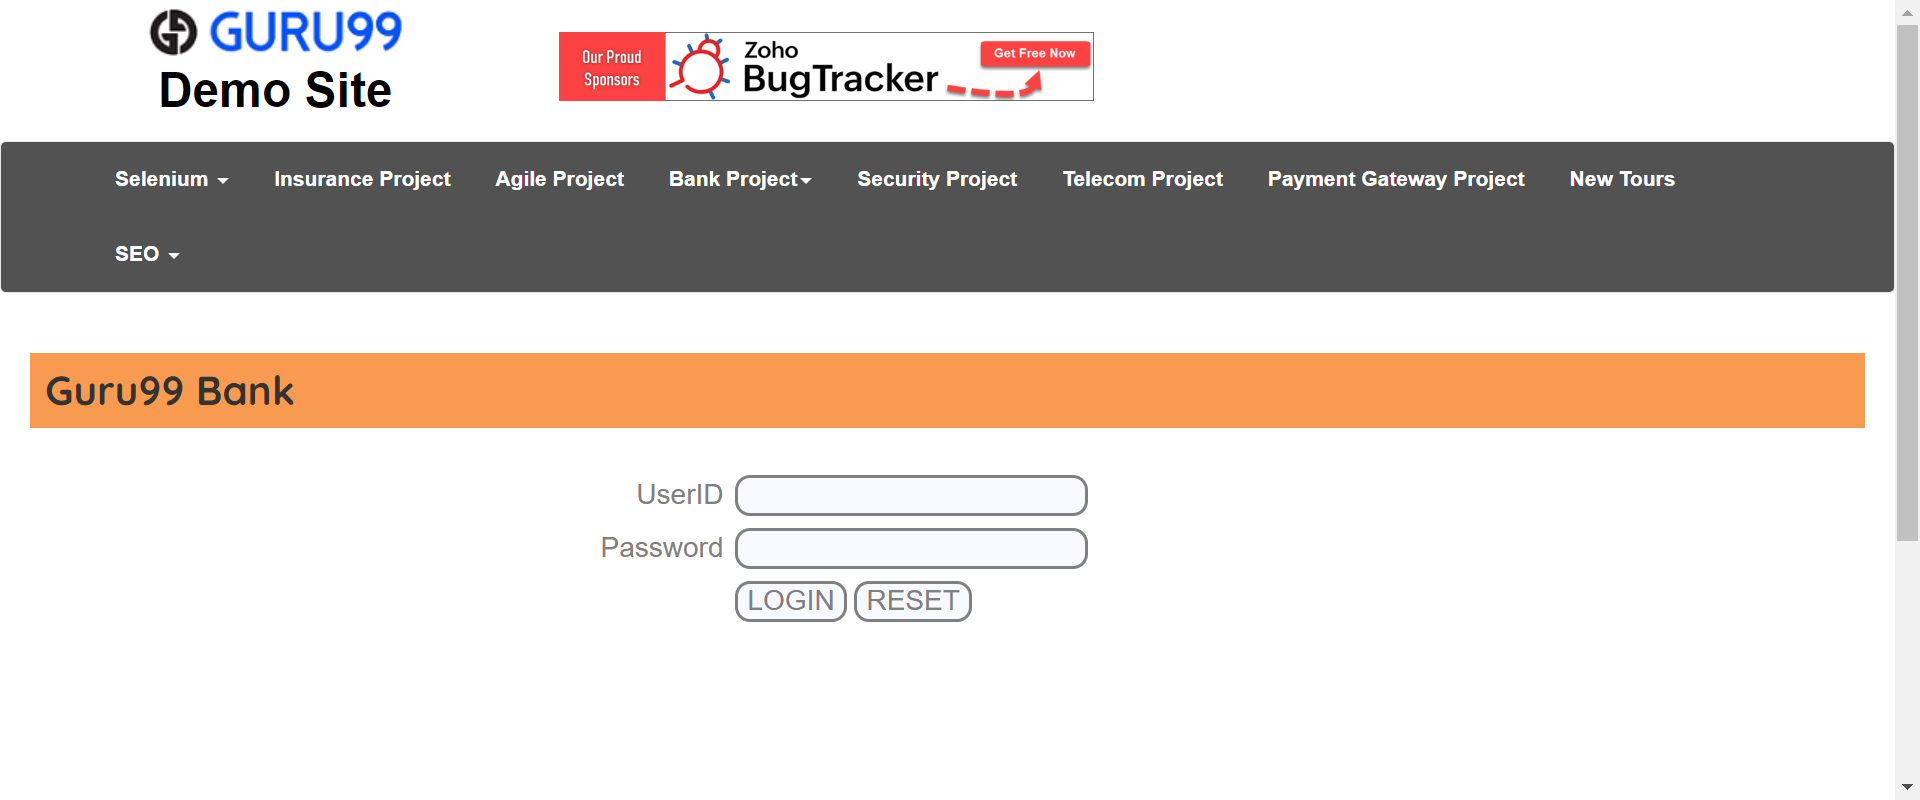 GURU99
Demo Site
Our Proud
Sponsors
Zoho
BugTracker
Get Free Now
Selenium Insurance Project Agile Project Bank Project Security Project Telecom Project Payment Gateway Project New Tours
SEO
Guru99 Bank
UserID
Password
LOGIN RESET